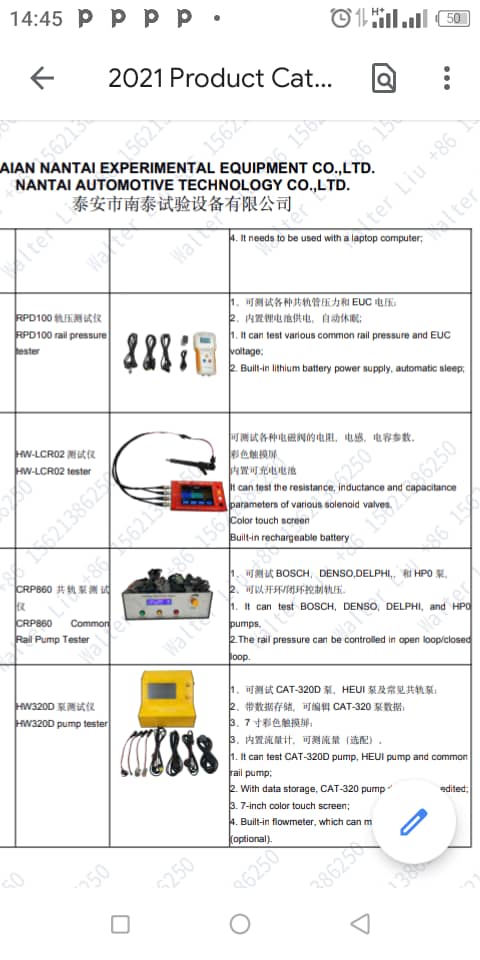 14:45 P P P P •
H+
50
2021 Product Cat...
AIAN NANTAI EXPERIMENTAL EQUIPMENT CO.,LTD.
NANTAI AUTOMOTIVE TECHNOLOGY CO.,LTD.
泰安市南泰试验设备有限公司
4. It needs to be used with a laptop computer;
RPD100 轨压测试仪
RPD100 rail pressure
tester
1、可测试各种共轨管压力和 EUC 电压;
2、内置锂电池供电，自动休眠;
1. It can test various common rail pressure and EUC
voltage;
2. Built-in lithium battery power supply, automatic sleep;
HW-LCR02 测试仪
HW-LCR02 tester
可测试各种电磁阀的电阻，电感，电容参数。
彩色触摸屏
内置可充电电池
It can test the resistance, inductance and capacitance
parameters of various solenoid valves.
Color touch screen
Built-in rechargeable battery
CRP860 共轨泵测试
仪
CRP860 Common
Rail Pump Tester
1、可测试 BOSCH，DENSO,DELPHI,，和 HP0 泵，
2、可以开环/闭环控制轨压.
1. It can test BOSCH, DENSO, DELPHI, and HP0
pumps.
2.The rail pressure can be controlled in open loop/closed
loop.
HW320D 泵测试仪
HW320D pump tester
1、可测试 CAT-320D 泵、HEUI 泵及常见共轨泵;
2、带数据存储，可编辑 CAT-320 泵数据;
3、7 寸彩色触摸屏;
3、内置流量计，可测流量（选配）。
1. It can test CAT-320D pump, HEUI pump and common
rail pump;
2. With data storage, CAT-320 pump edited;
3. 7-inch color touch screen;
4. Built-in flowmeter, which can m
(optional).
Walter Liu +86 15621386250